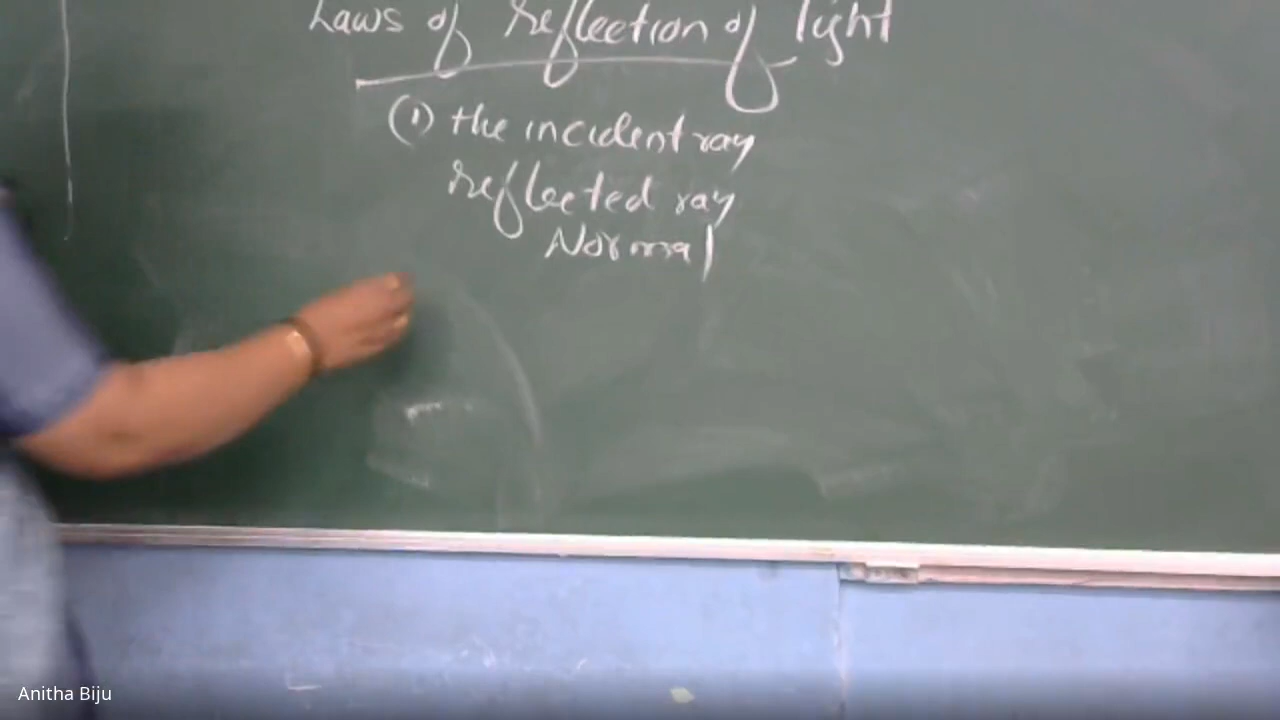 Laws of reflection of light
(1) the incident ray
reflected ray
Normal
Anitha Biju